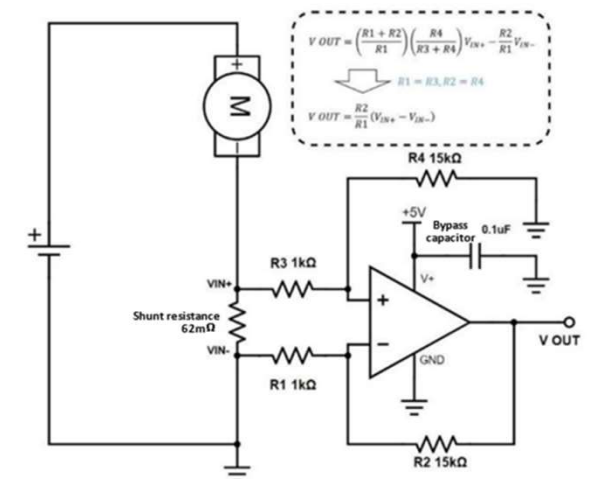 V OUT = (R1 + R2 / R1) (R4 / R3 + R4) VIN+ − R2 / R1 VIN−
R1 = R3, R2 = R4
V OUT = R2 / R1 (VIN+ − VIN−)
+
M
−
R4 15kΩ
+5V
Bypass
capacitor
0.1uF
+
R3 1kΩ
VIN+
V+
+
Shunt resistance
62mΩ
V OUT
VIN-
−
GND
R1 1kΩ
R2 15kΩ